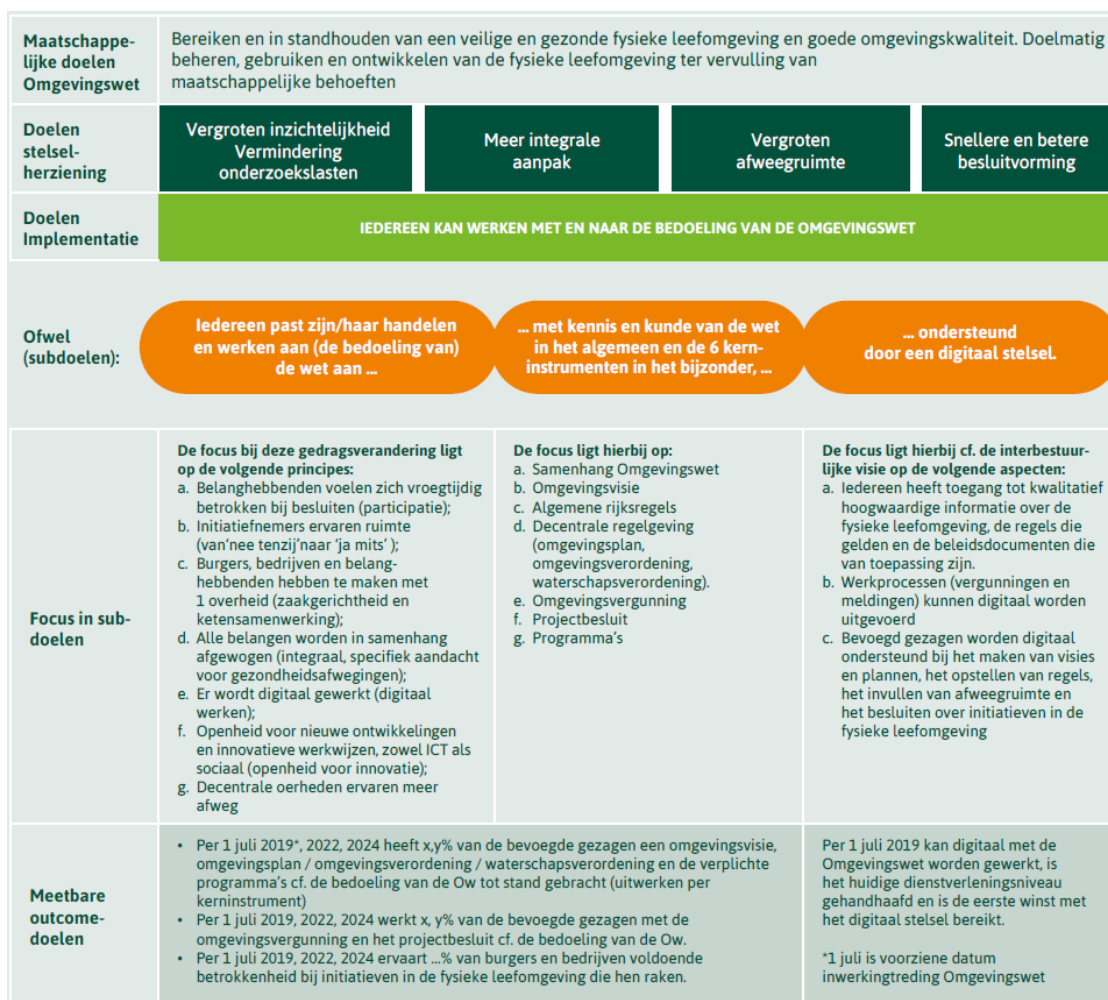 Maatschappe-
lijke doelen
Omgevingswet
Bereiken en in standhouden van een veilige en gezonde fysieke leefomgeving en goede omgevingskwaliteit. Doelmatig
beheren, gebruiken en ontwikkelen van de fysieke leefomgeving ter vervulling van
maatschappelijke behoeften
Doelen
stelsel-
herziening
Vergroten inzichtelijkheid
Vermindering
onderzoekslasten
Meer integrale
aanpak
Vergroten
afweegruimte
Snellere en betere
besluitvorming
Doelen
Implementatie
IEDEREEN KAN WERKEN MET EN NAAR DE BEDOELING VAN DE OMGEVINGSWET
Ofwel
(subdoelen):
Iedereen past zijn/haar handelen
en werken aan (de bedoeling van)
de wet aan ...
... met kennis en kunde van de wet
in het algemeen en de 6 kern-
instrumenten in het bijzonder, ...
... ondersteund
door een digitaal stelsel.
Focus in sub-
doelen
De focus bij deze gedragsverandering ligt
op de volgende principes:
a. Belanghebbenden voelen zich vroegtijdig
betrokken bij besluiten (participatie);
b. Initiatiefnemers ervaren ruimte
(van'nee tenzij'naar 'ja mits' );
c. Burgers, bedrijven en belang-
hebbenden hebben te maken met
1 overheid (zaakgerichtheid en
ketensamenwerking);
d. Alle belangen worden in samenhang
afgewogen (integraal, specifiek aandacht
voor gezondheidsafwegingen);
e. Er wordt digitaal gewerkt (digitaal
werken);
f. Openheid voor nieuwe ontwikkelingen
en innovatieve werkwijzen, zowel ICT als
sociaal (openheid voor innovatie);
g. Decentrale oerheden ervaren meer
afweg
De focus ligt hierbij op:
a. Samenhang Omgevingswet
b. Omgevingsvisie
c. Algemene rijksregels
d. Decentrale regelgeving
(omgevingsplan,
omgevingsverordening,
waterschapsverordening).
e. Omgevingsvergunning
f. Projectbesluit
g. Programma's
De focus ligt hierbij cf. de interbestuur-
lijke visie op de volgende aspecten:
a. Iedereen heeft toegang tot kwalitatief
hoogwaardige informatie over de
fysieke leefomgeving, de regels die
gelden en de beleidsdocumenten die
van toepassing zijn.
b. Werkprocessen (vergunningen en
meldingen) kunnen digitaal worden
uitgevoerd
c. Bevoegd gezagen worden digitaal
ondersteund bij het maken van visies
en plannen, het opstellen van regels,
het invullen van afweegruimte en
het besluiten over initiatieven in de
fysieke leefomgeving
Meetbare
outcome-
doelen
• Per 1 juli 2019*, 2022, 2024 heeft x,y% van de bevoegde gezagen een omgevingsvisie,
omgevingsplan / omgevingsverordening / waterschapsverordening en de verplichte
programma's cf. de bedoeling van de Ow tot stand gebracht (uitwerken per
kerninstrument)
• Per 1 juli 2019, 2022, 2024 werkt x, y% van de bevoegde gezagen met de
omgevingsvergunning en het projectbesluit cf. de bedoeling van de Ow.
• Per 1 juli 2019, 2022, 2024 ervaart ...% van burgers en bedrijven voldoende
betrokkenheid bij initiatieven in de fysieke leefomgeving die hen raken.
Per 1 juli 2019 kan digitaal met de
Omgevingswet worden gewerkt, is
het huidige dienstverleningsniveau
gehandhaafd en is de eerste winst met
het digitaal stelsel bereikt.
*1 juli is voorziene datum
inwerkingtreding Omgevingswet